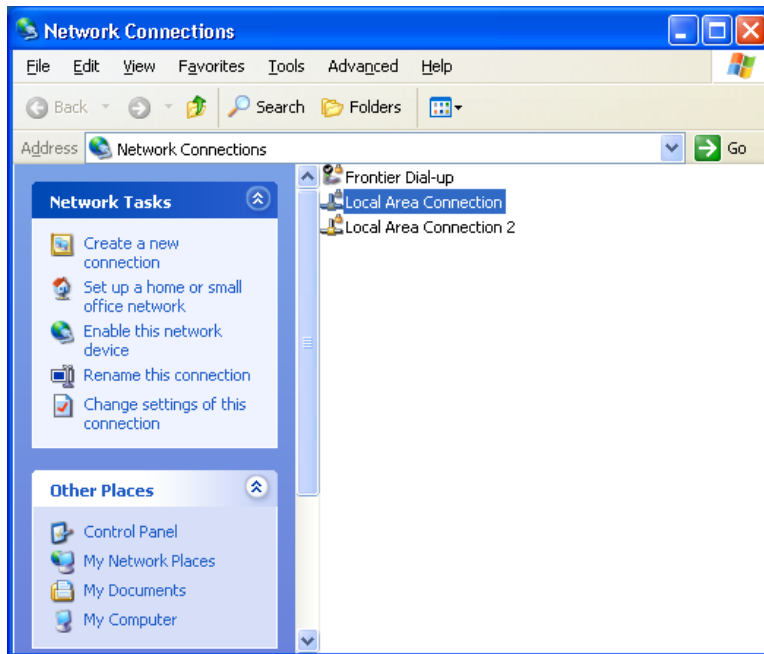 Network Connections
File Edit View Favorites Tools Advanced Help
Back Search Folders
Address Network Connections Go
Network Tasks
Create a new
connection
Set up a home or small
office network
Enable this network
device
Rename this connection
Change settings of this
connection
Other Places
Control Panel
My Network Places
My Documents
My Computer
Frontier Dial-up
Local Area Connection
Local Area Connection 2